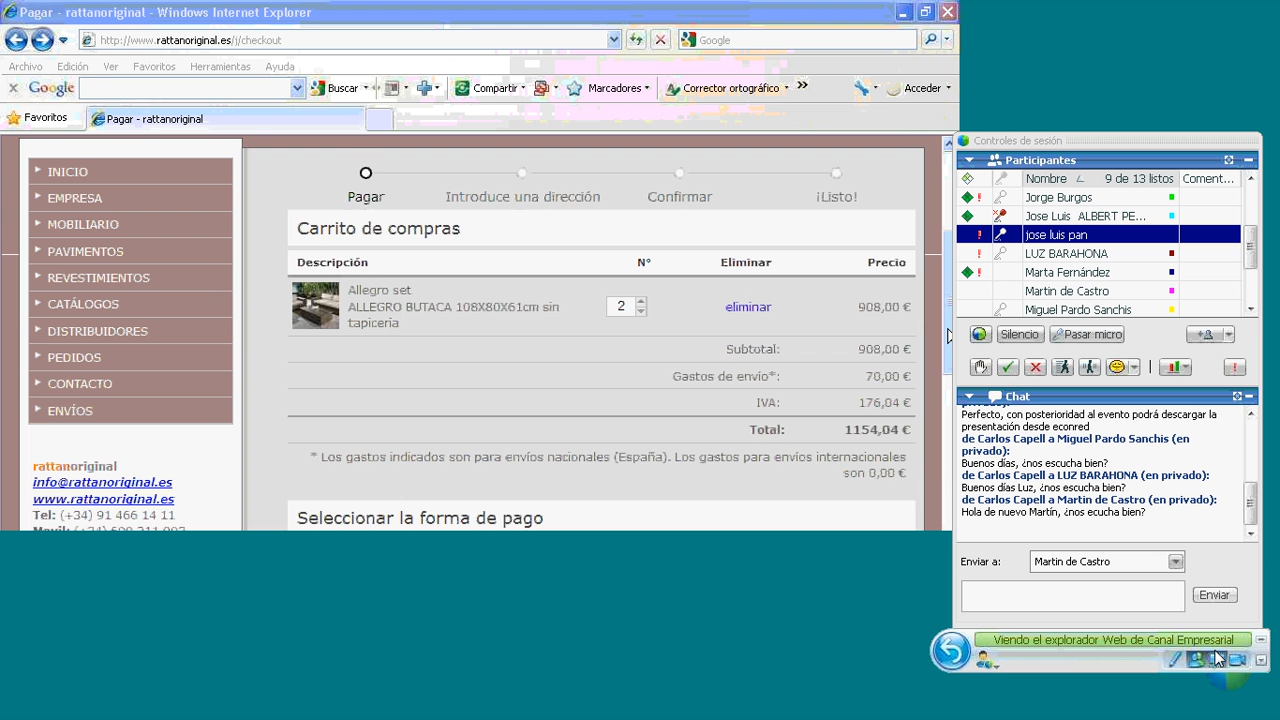 Pagar - rattanoriginal - Windows Internet Explorer
http://www.rattanoriginal.es/j/checkout
Google
Archivo Edición Ver Favoritos Herramientas Ayuda
Google
Buscar
Compartir
Marcadores
Corrector ortográfico
Acceder
Favoritos
Pagar - rattanoriginal
INICIO
EMPRESA
MOBILIARIO
PAVIMENTOS
REVESTIMIENTOS
CATÁLOGOS
DISTRIBUIDORES
PEDIDOS
CONTACTO
ENVÍOS
rattanoriginal
info@rattanoriginal.es
www.rattanoriginal.es
Tel: (+34) 91 466 14 11
Pagar Introduce una dirección Confirmar ¡Listo!
Carrito de compras
Descripción N° Eliminar Precio
Allegro set
ALLEGRO BUTACA 108X80X61cm sin
tapiceria
2 eliminar 908,00 €
Subtotal: 908,00 €
Gastos de envío*: 70,00 €
IVA: 176,04 €
Total: 1154,04 €
* Los gastos indicados son para envíos nacionales (España). Los gastos para envíos internacionales
son 0,00 €
Seleccionar la forma de pago
Controles de sesión
Participantes
Nombre 9 de 13 listos Coment...
Jorge Burgos
Jose Luis ALBERT PE...
jose luis pan
LUZ BARAHONA
Marta Fernández
Martin de Castro
Miguel Pardo Sanchis
Silencio Pasar micro
Chat
Perfecto, con posterioridad al evento podrá descargar la
presentación desde econred
de Carlos Capell a Miguel Pardo Sanchis (en
privado):
Buenos días, ¿nos escucha bien?
de Carlos Capell a LUZ BARAHONA (en privado):
Buenos días Luz, ¿nos escucha bien?
de Carlos Capell a Martin de Castro (en privado):
Hola de nuevo Martín, ¿nos ecucha bien?
Enviar a: Martin de Castro
Enviar
Viendo el explorador Web de Canal Empresarial